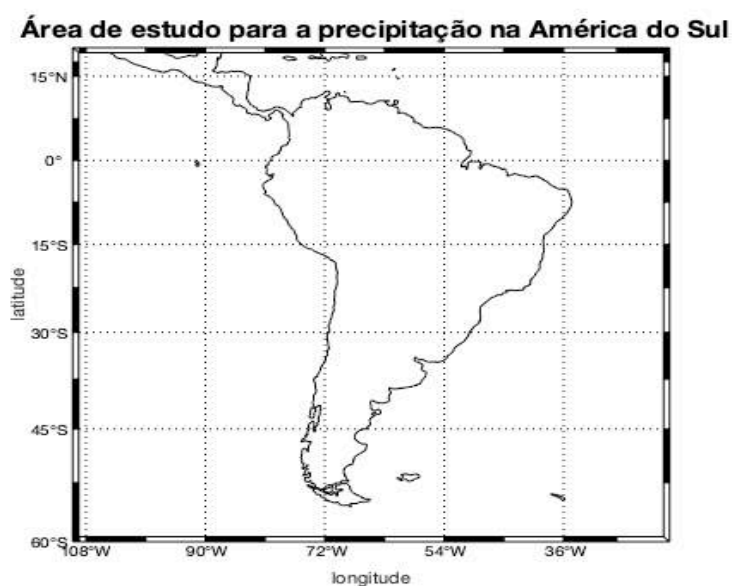 Área de estudo para a precipitação na América do Sul
15°N
0°
15°S
30°S
45°S
60°S
latitude
108°W 90°W 72°W 54°W 36°W
longitude